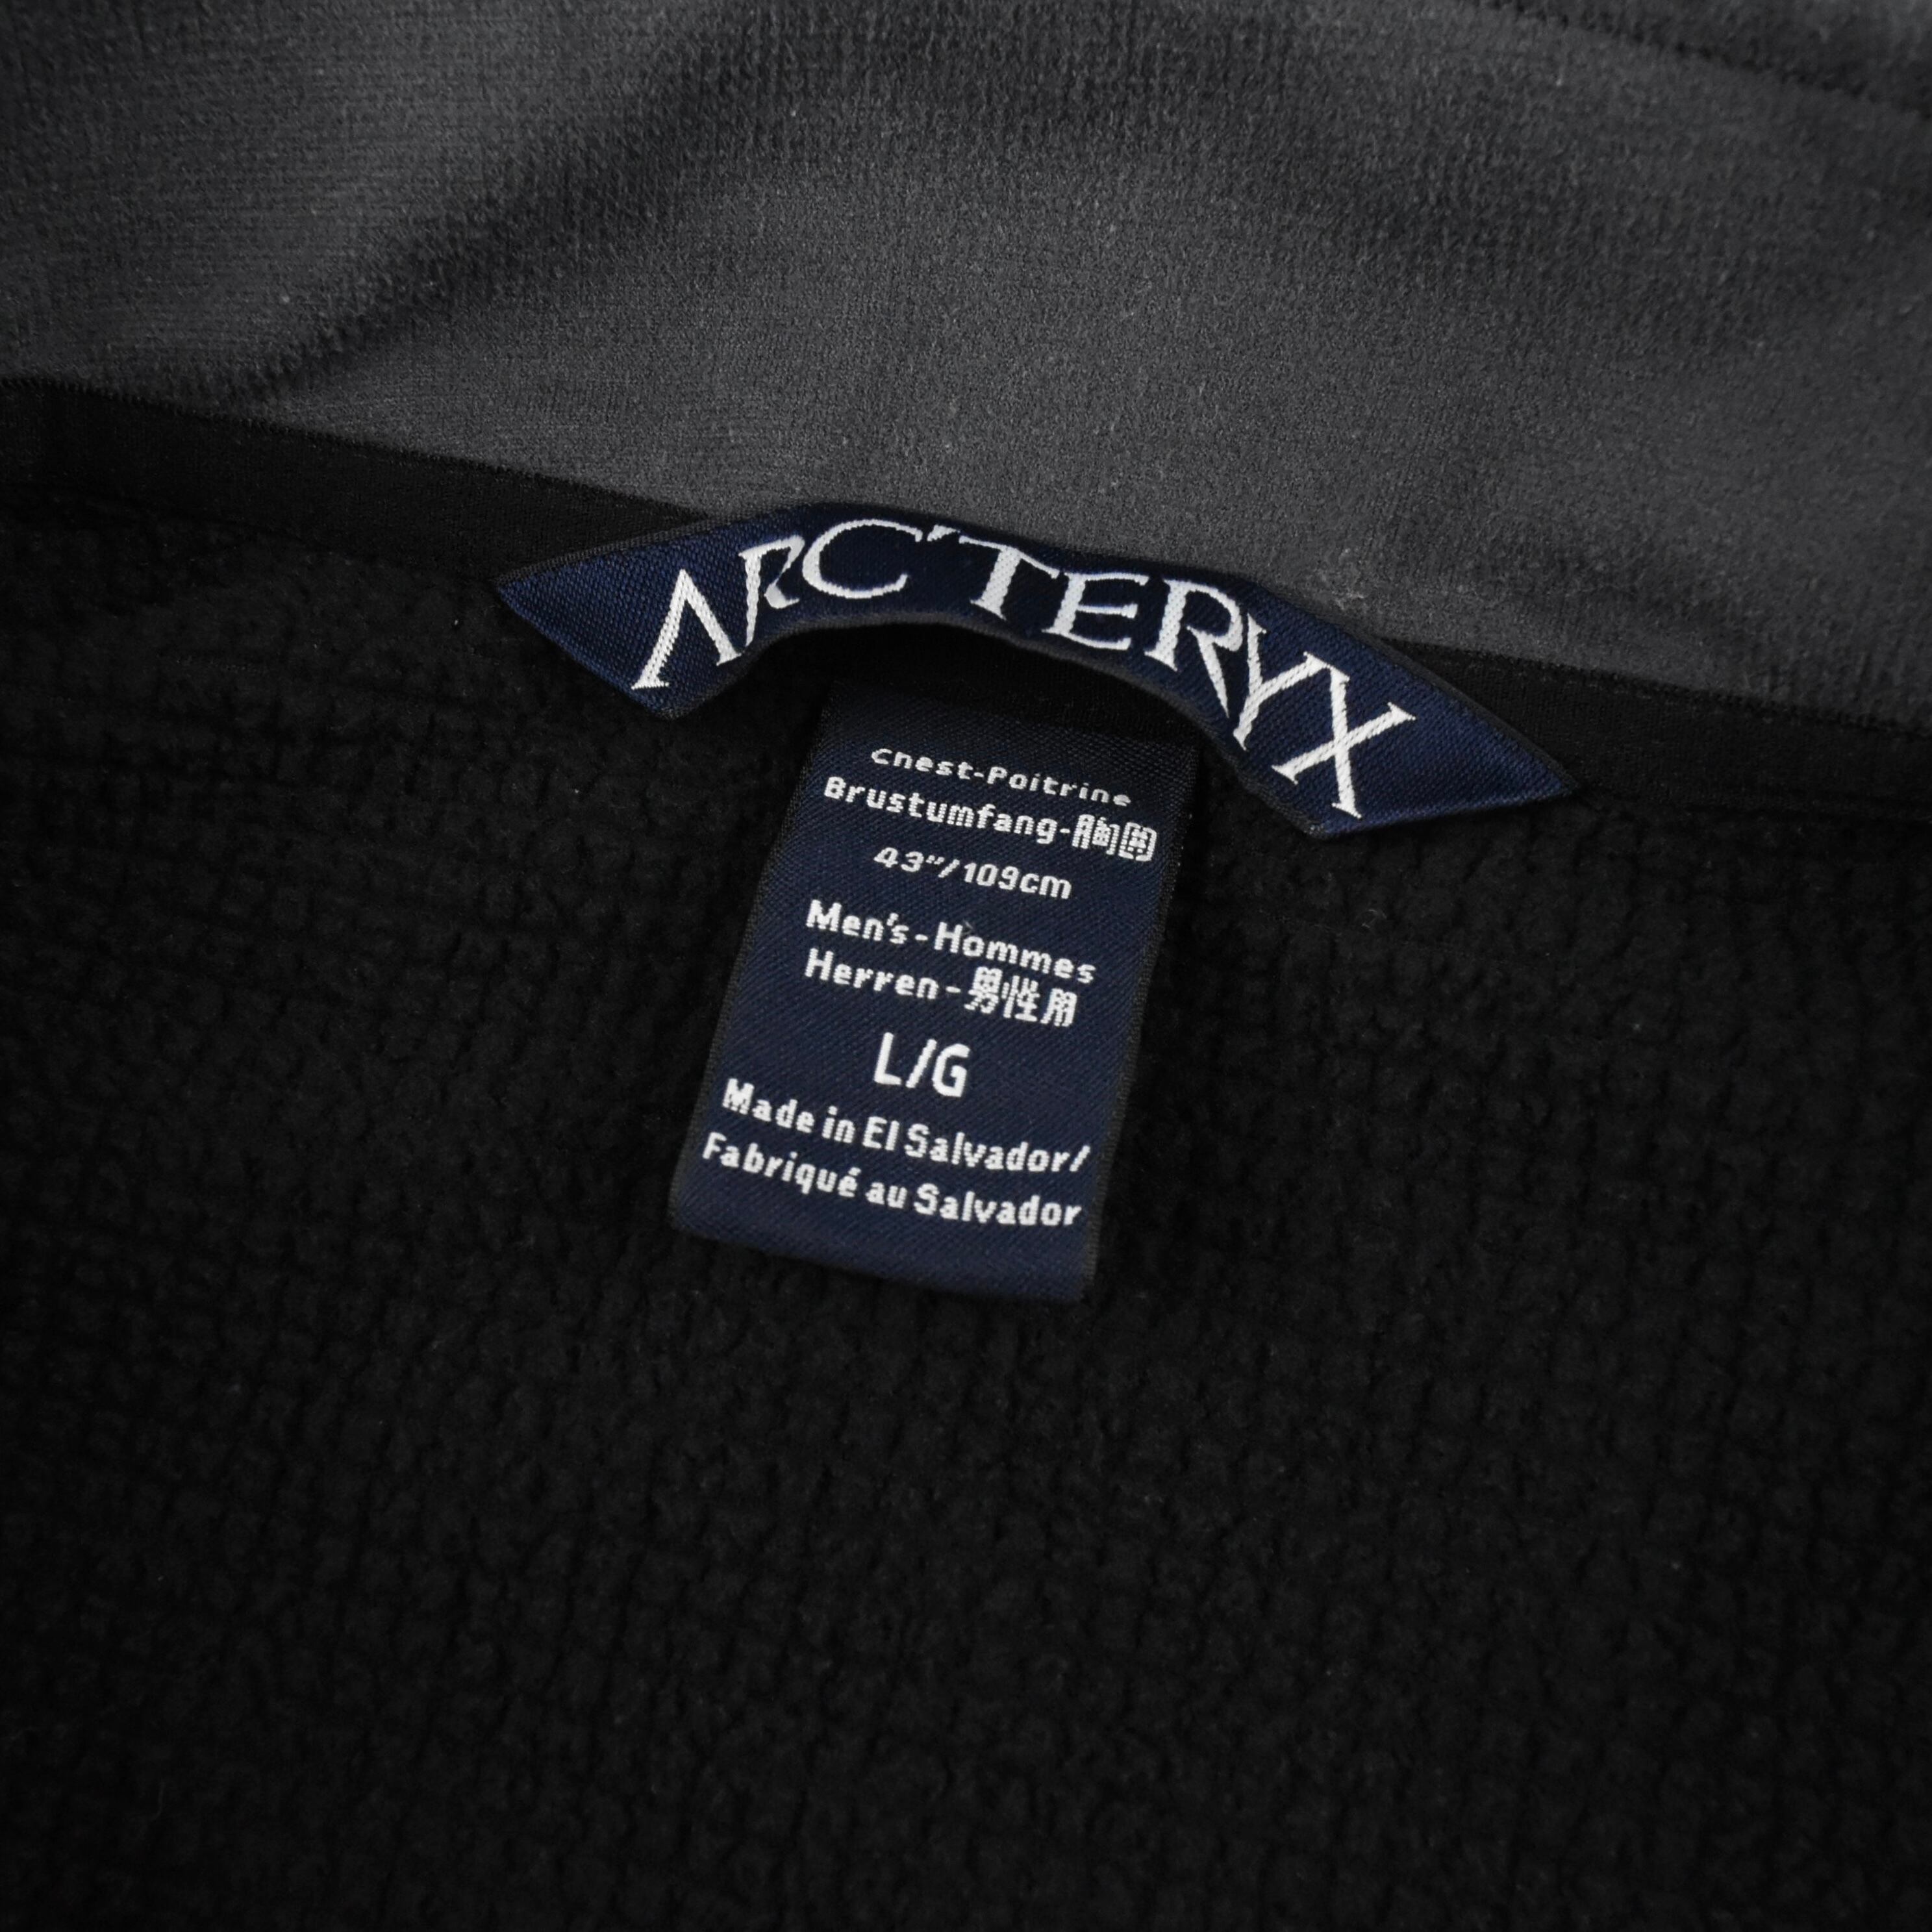 ARC'TERYX
Chest-Poitrine
Brustumfang-胸囲
43"/109cm
Men's-Hommes
Herren-男性用
L/G
Made in El Salvador/
Fabriqué au Salvador